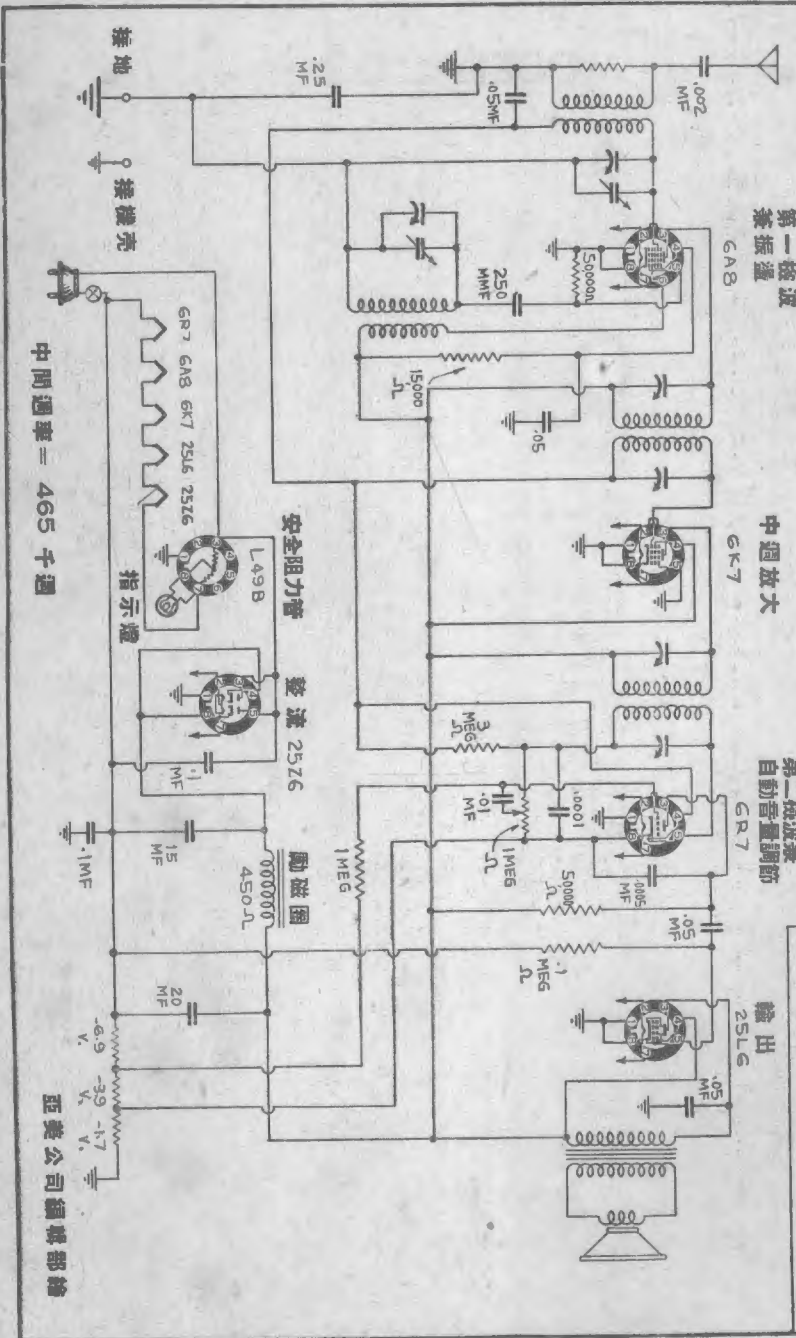 第一檢波
兼振盪
6A8
中週放大
6K7
第二檢波兼
自動音量調節
6R7
輸出
25L6
.002
MF
.05MF
.25
MF
50000Ω
250
MMF
15000
Ω
.05
3
MEG
Ω
.0001
.01
MF
1MEG
Ω
.0005
MF
50000
Ω
.05
MF
.1
MEG
Ω
.05
MF
1MEG
接地
接機壳
6R7 6A8 6K7 25L6 25Z6
安全阻力管
L49B
指示燈
整流 25Z6
.1
MF
15
MF
.1MF
勵磁圈
450Ω
20
MF
-6.9
V.
-3.9
V.
-1.7
V.
中間週率 = 465 千週
亞美公司編輯部繪